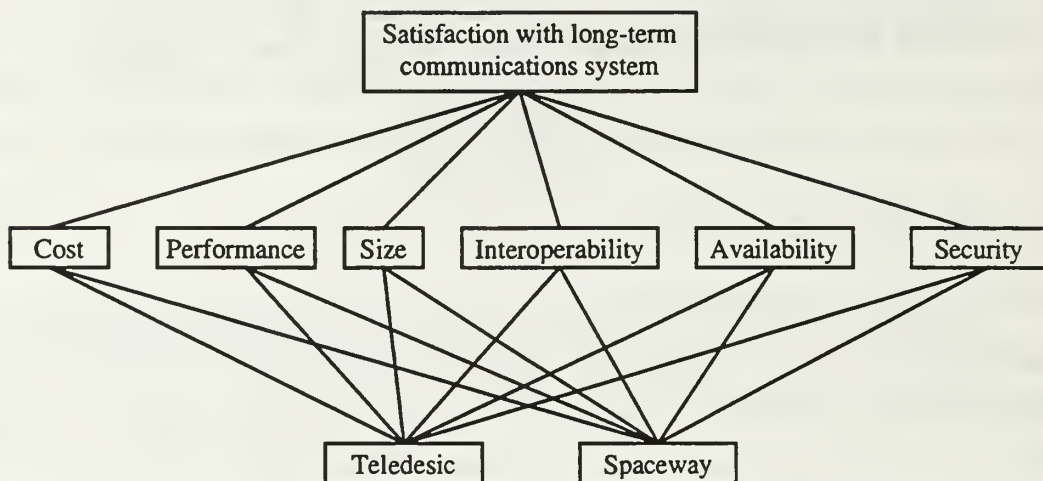 Satisfaction with long-term
communications system
Cost
Performance
Size
Interoperability
Availability
Security
Teledesic
Spaceway